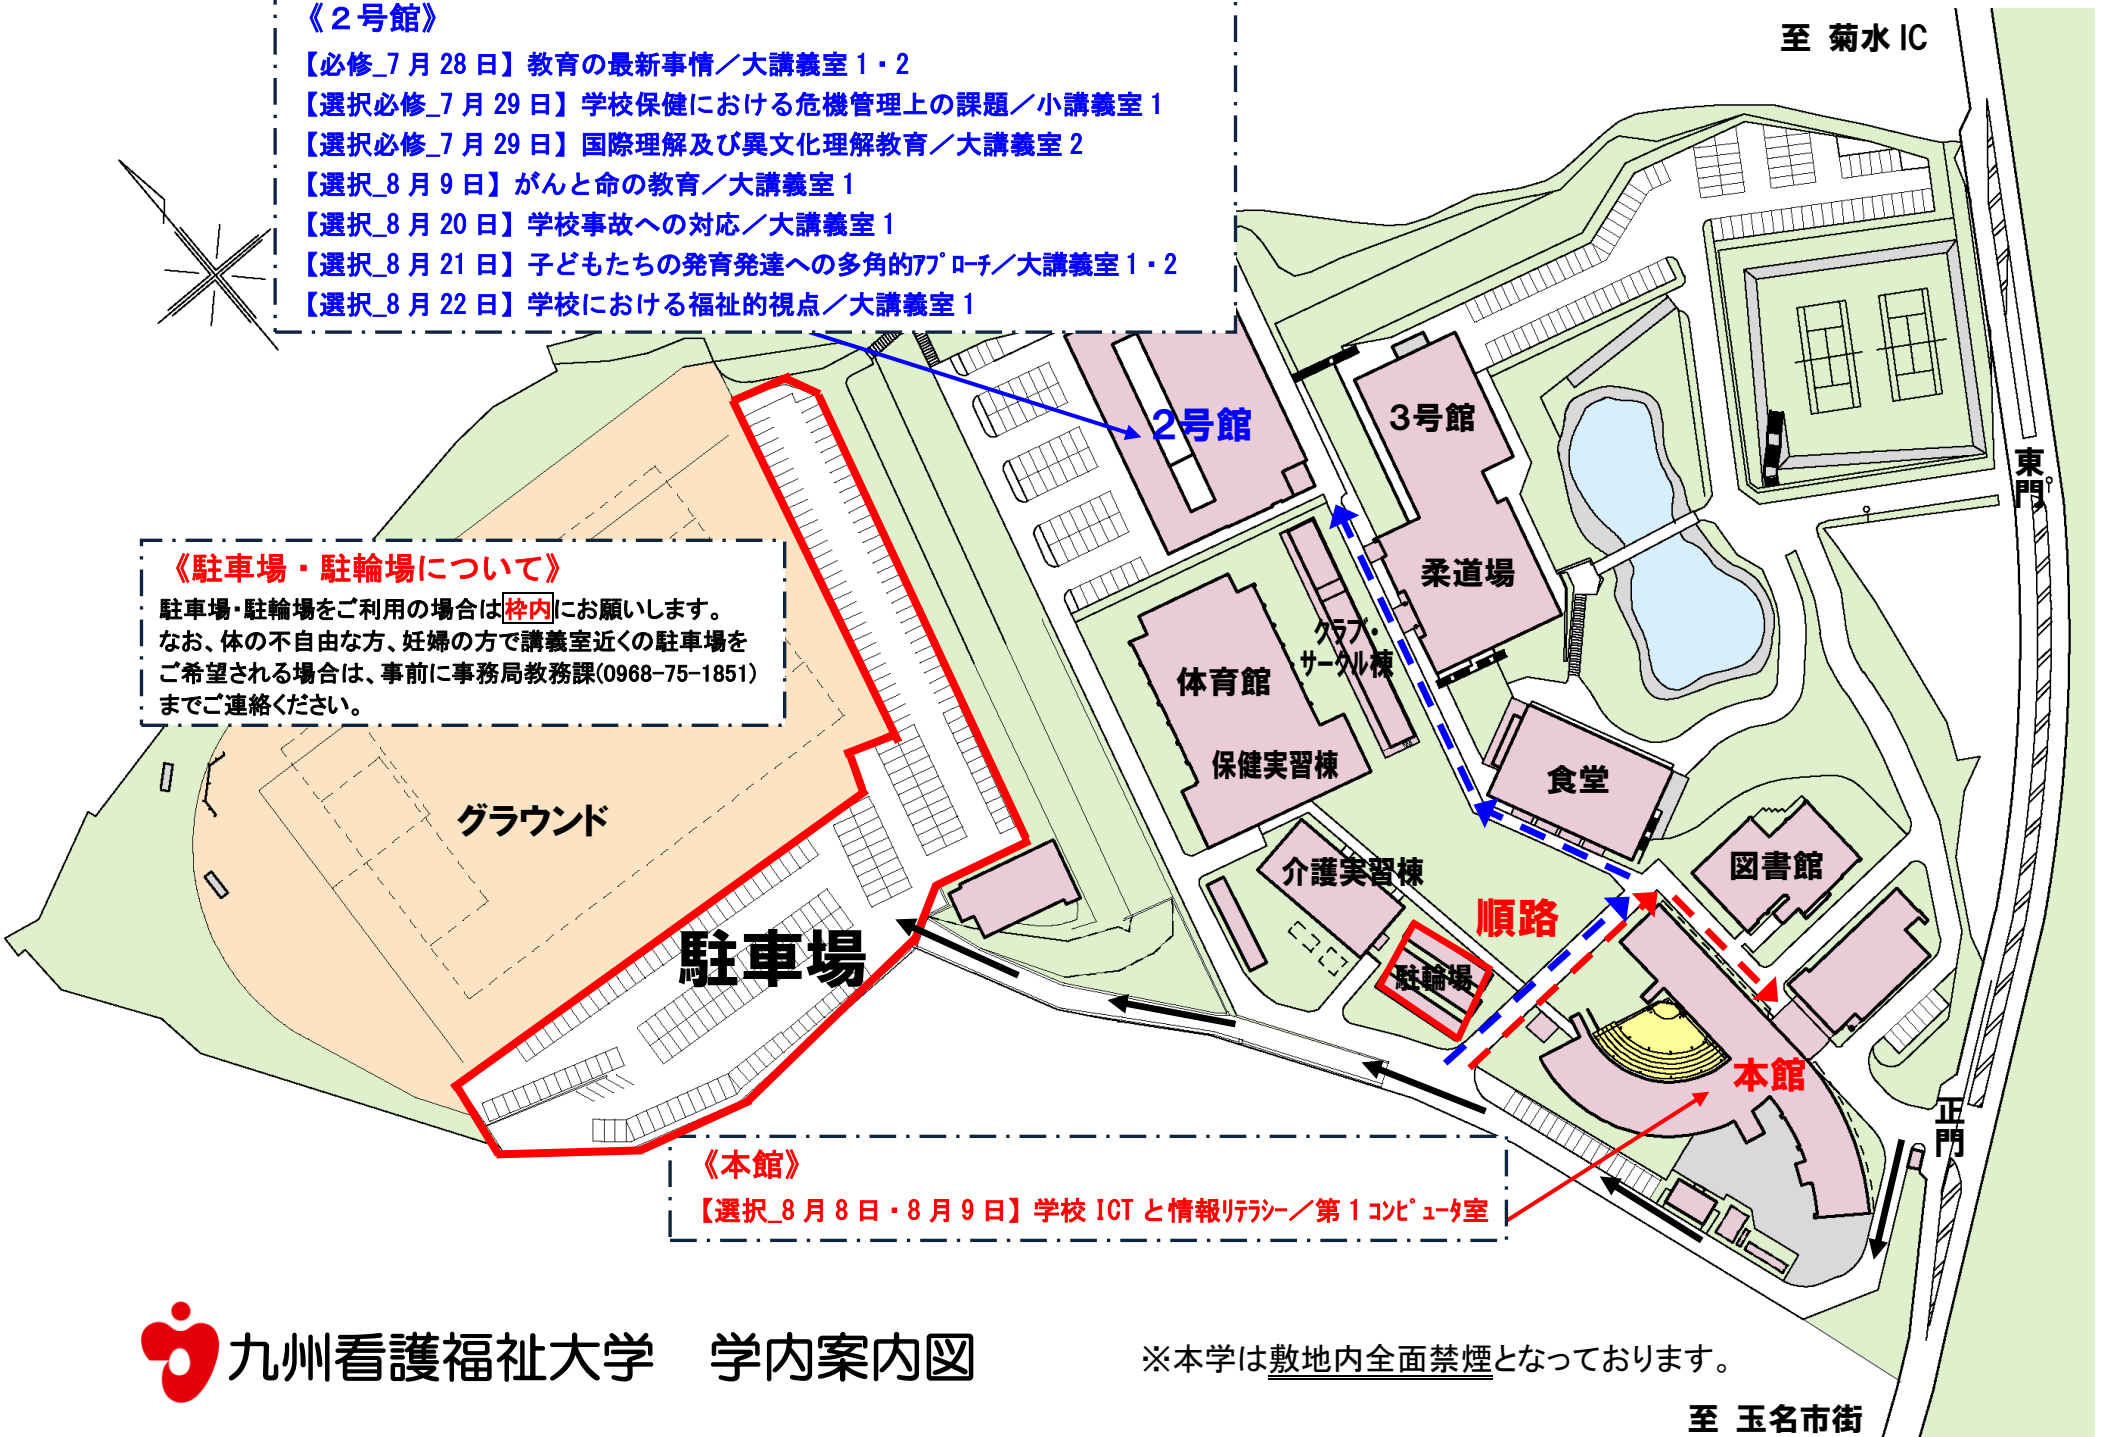 《２号館》
【必修_7 月 28 日】教育の最新事情／大講義室 1・2
【選択必修_7 月 29 日】学校保健における危機管理上の課題／小講義室 1
【選択必修_7 月 29 日】国際理解及び異文化理解教育／大講義室 2
【選択_8 月 9 日】がんと命の教育／大講義室 1
【選択_8 月 20 日】学校事故への対応／大講義室 1
【選択_8 月 21 日】子どもたちの発育発達への多角的ｱﾌﾟﾛｰﾁ／大講義室 1・2
【選択_8 月 22 日】学校における福祉的視点／大講義室 1
至 菊水 IC
2号館
3号館
東門
《駐車場・駐輪場について》
駐車場・駐輪場をご利用の場合は枠内にお願いします。
なお、体の不自由な方、妊婦の方で講義室近くの駐車場を
ご希望される場合は、事前に事務局教務課(0968-75-1851)
までご連絡ください。
柔道場
クラブ・
サークル棟
体育館
保健実習棟
食堂
グラウンド
介護実習棟
図書館
順路
駐車場
駐輪場
本館
正門
《本館》
【選択_8 月 8 日・8 月 9 日】学校 ICT と情報ﾘﾃﾗｼｰ／第 1 ｺﾝﾋﾟｭｰﾀ室
九州看護福祉大学　学内案内図
※本学は敷地内全面禁煙となっております。
至 玉名市街